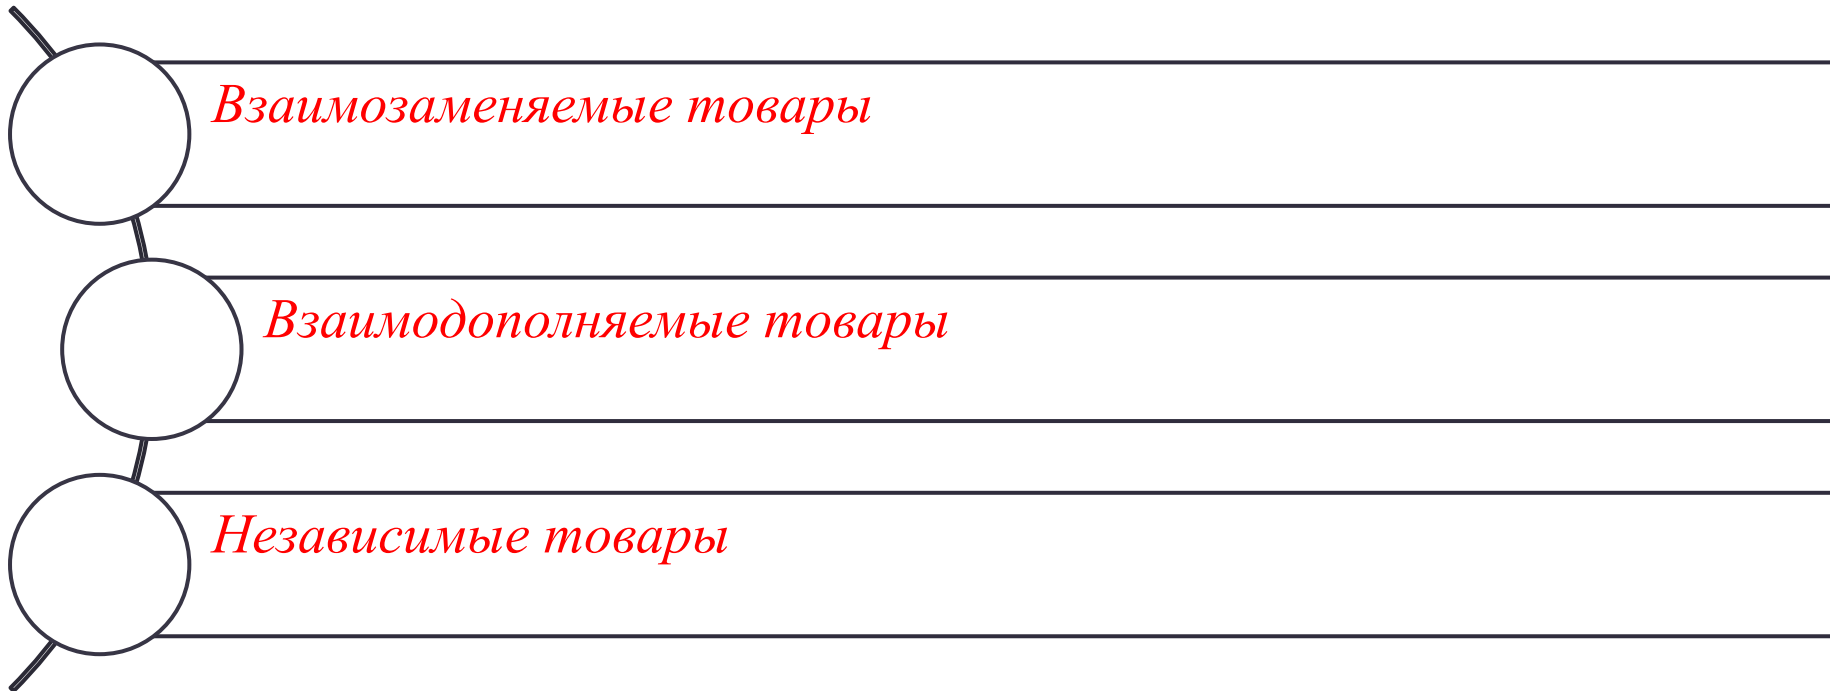 Взаимозаменяемые товары
Взаимодополняемые товары
Независимые товары